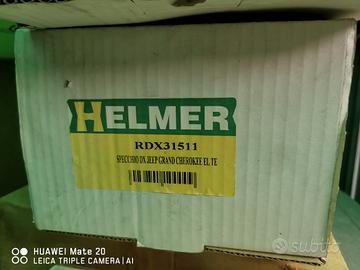 HELMER
RDX31511
SPECCHIO DX JEEP GRAND CHEROKEE EL TE
subito
HUAWEI Mate 20
LEICA TRIPLE CAMERA | AI